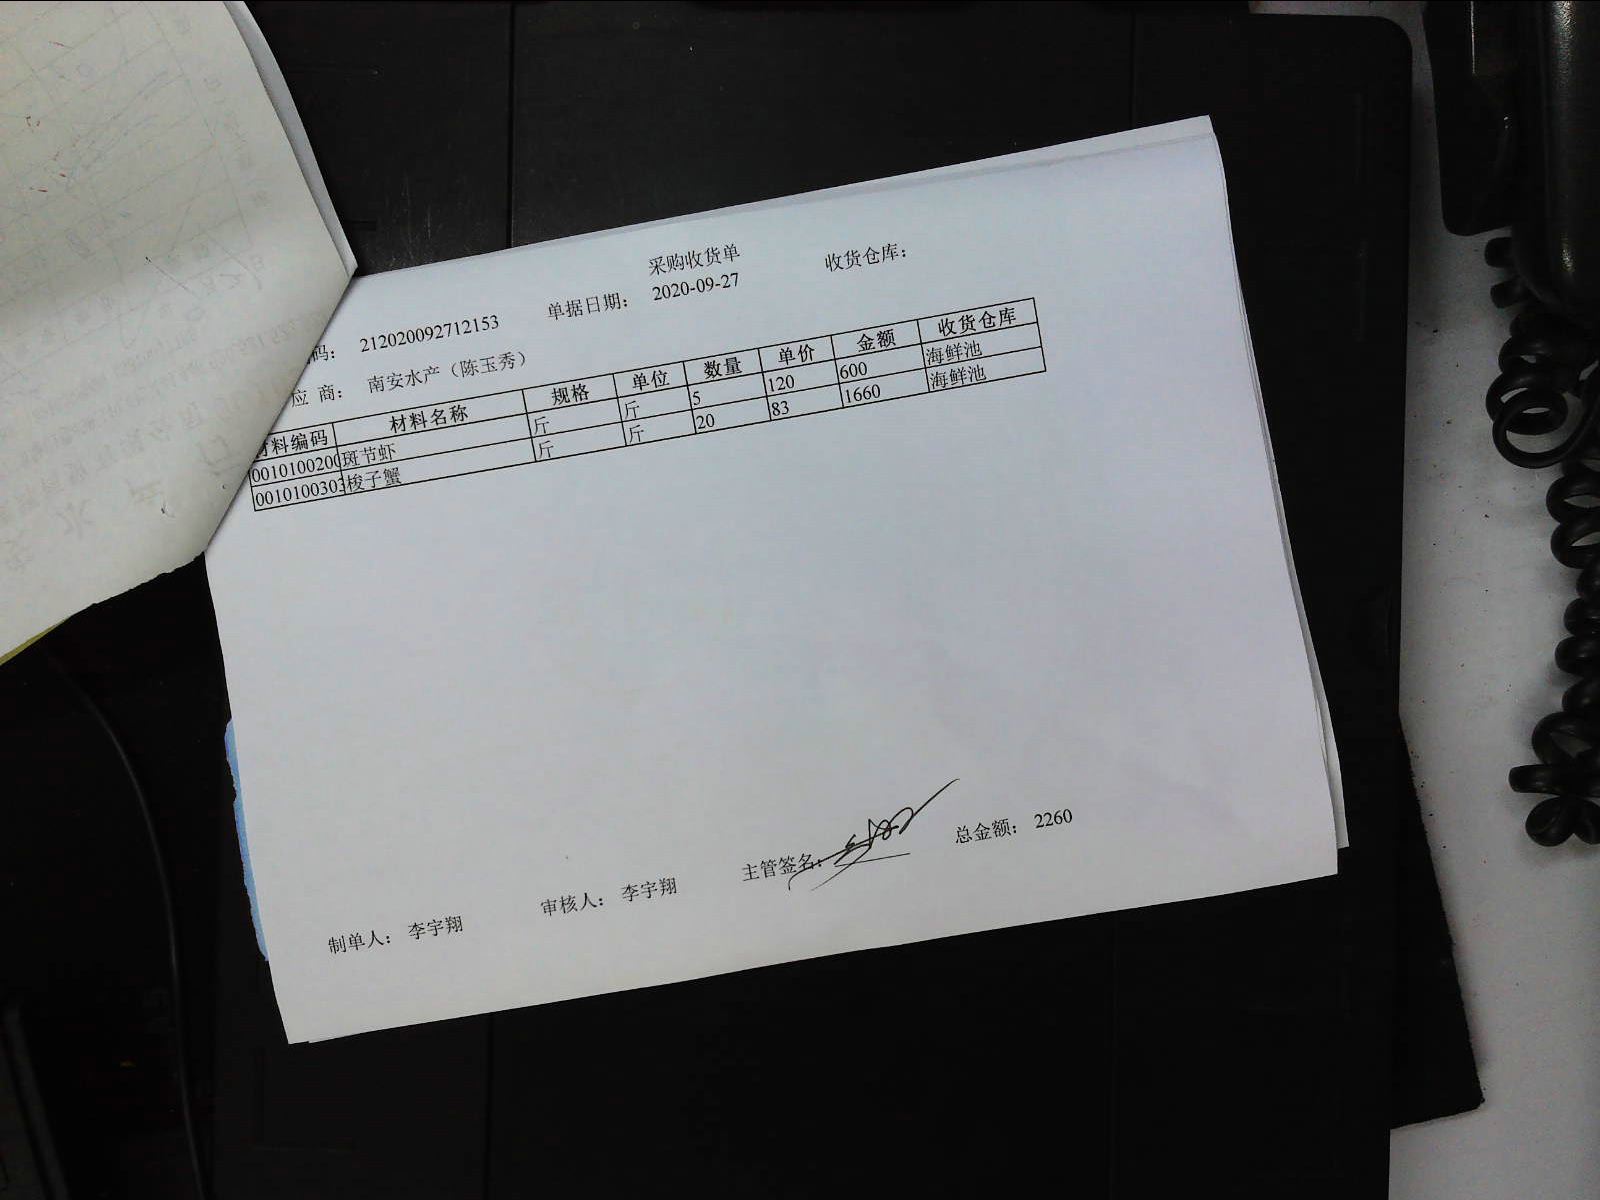 采购收货单
码： 212020092712153 单据日期： 2020-09-27 收货仓库：
应 商： 南安水产（陈玉秀）
材料编码 材料名称 规格 单位 数量 单价 金额 收货仓库
0010100200 斑节虾 斤 斤 5 120 600 海鲜池
0010100303 梭子蟹 斤 斤 20 83 1660 海鲜池
制单人： 李宇翔 审核人： 李宇翔 主管签名： 总金额： 2260